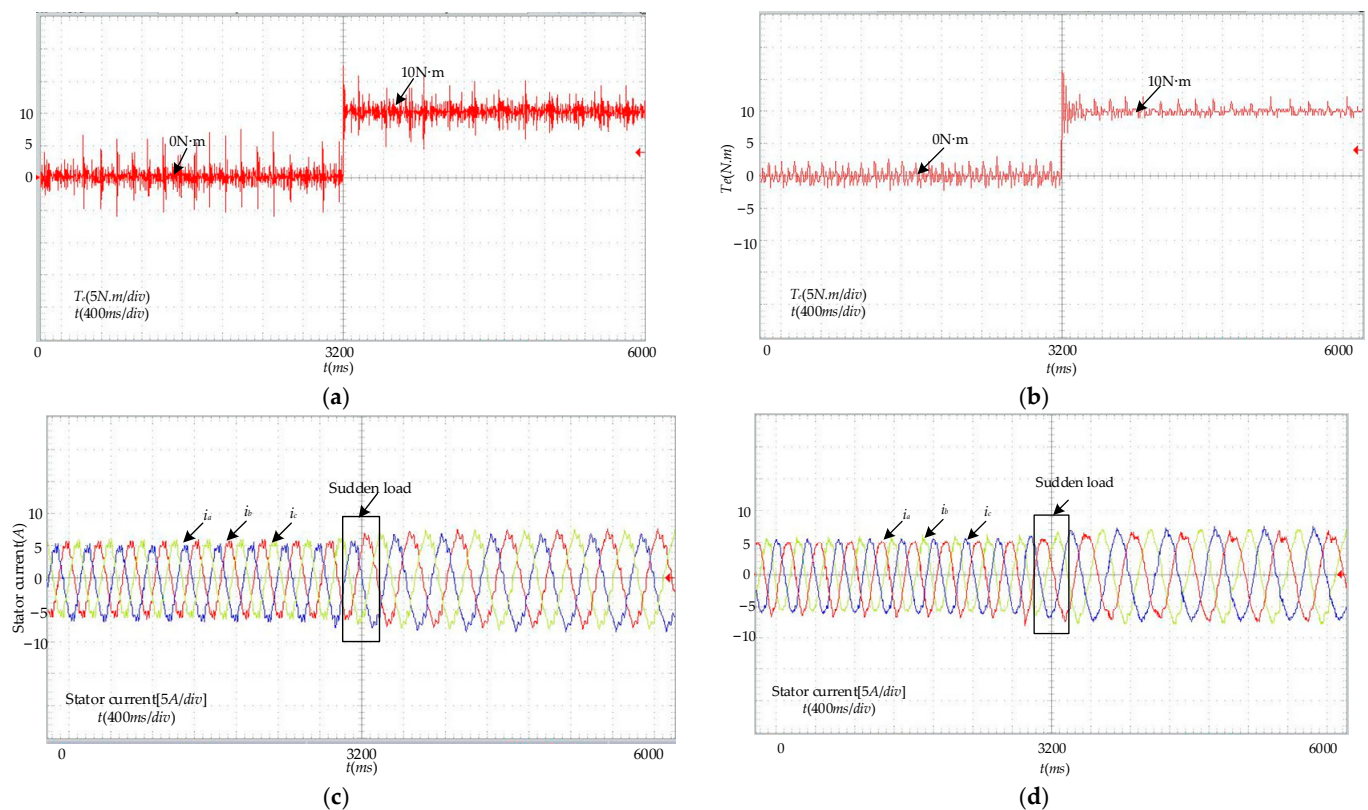 10N·m
10
5
0N·m
0
Tₑ(5N.m/div)
t(400ms/div)
0
3200
6000
t(ms)
(a)
10N·m
10
5
0N·m
0
−5
−10
Te(N.m)
Tₑ(5N.m/div)
t(400ms/div)
0
3200
6000
t(ms)
(b)
Sudden load
10
iₐ
i_b
i_c
5
0
−5
−10
Stator current(A)
Stator current[5A/div]
t(400ms/div)
0
3200
6000
t(ms)
(c)
Sudden load
10
iₐ
i_b
i_c
5
0
−5
−10
Stator current[5A/div]
t(400ms/div)
0
3200
6000
t(ms)
(d)